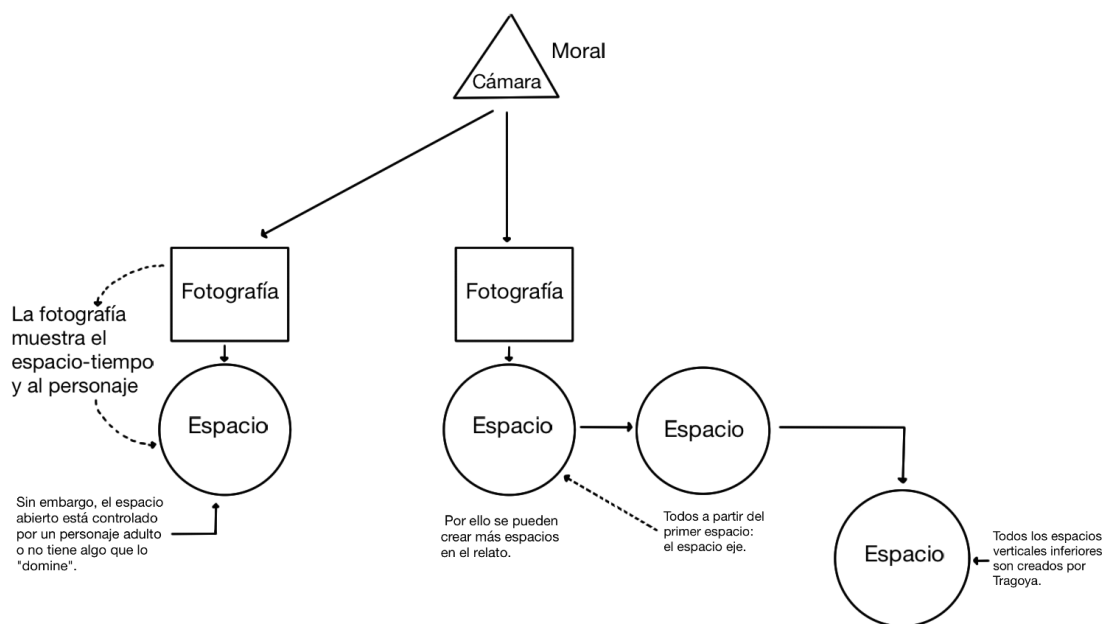 Moral
Cámara
Fotografía
Fotografía
La fotografía
muestra el
espacio-tiempo
y al personaje
Espacio
Espacio
Espacio
Sin embargo, el espacio
abierto está controlado
por un personaje adulto
o no tiene algo que lo
"domine".
Por ello se pueden
crear más espacios
en el relato.
Todos a partir del
primer espacio:
el espacio eje.
Espacio
Todos los espacios
verticales inferiores
son creados por
Tragoya.